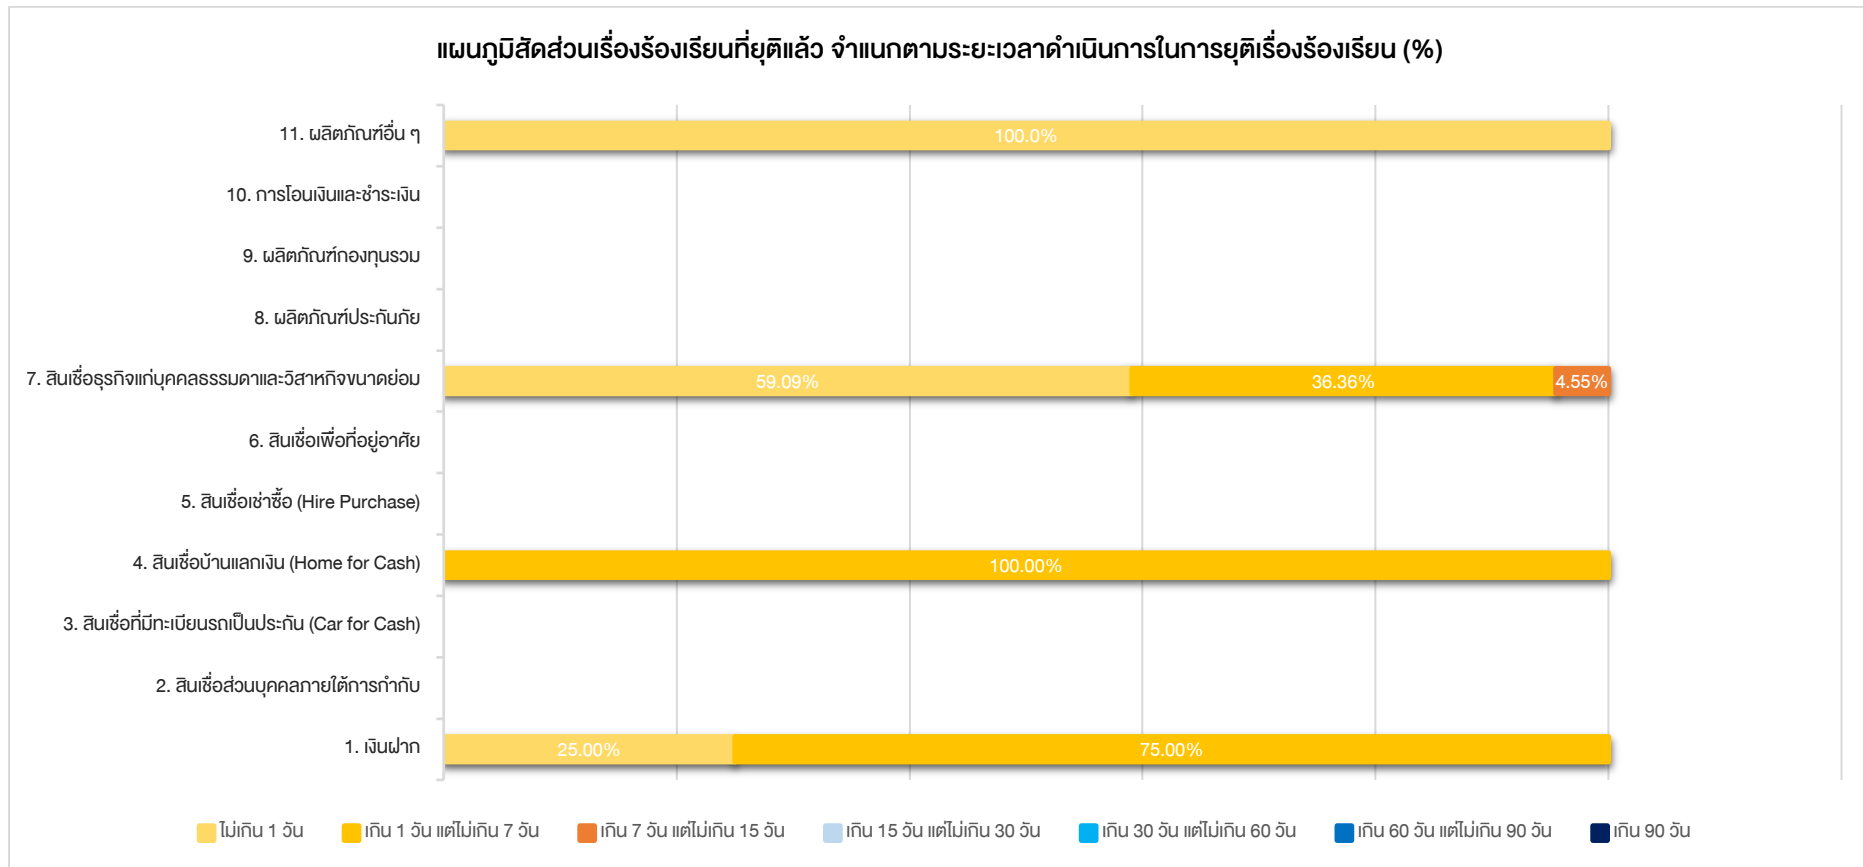 แผนภูมิสัดส่วนเรื่องร้องเรียนที่ยุติแล้ว จำแนกตามระยะเวลาดำเนินการในการยุติเรื่องร้องเรียน (%)
11. ผลิตภัณฑ์อื่น ๆ
100.0%
10. การโอนเงินและชำระเงิน
9. ผลิตภัณฑ์กองทุนรวม
8. ผลิตภัณฑ์ประกันภัย
7. สินเชื่อธุรกิจแก่บุคคลธรรมดาและวิสาหกิจขนาดย่อม
59.09% 36.36% 4.55%
6. สินเชื่อเพื่อที่อยู่อาศัย
5. สินเชื่อเช่าซื้อ (Hire Purchase)
4. สินเชื่อบ้านแลกเงิน (Home for Cash)
100.00%
3. สินเชื่อที่มีทะเบียนรถเป็นประกัน (Car for Cash)
2. สินเชื่อส่วนบุคคลภายใต้การกำกับ
1. เงินฝาก
25.00% 75.00%
ไม่เกิน 1 วัน เกิน 1 วัน แต่ไม่เกิน 7 วัน เกิน 7 วัน แต่ไม่เกิน 15 วัน เกิน 15 วัน แต่ไม่เกิน 30 วัน เกิน 30 วัน แต่ไม่เกิน 60 วัน เกิน 60 วัน แต่ไม่เกิน 90 วัน เกิน 90 วัน